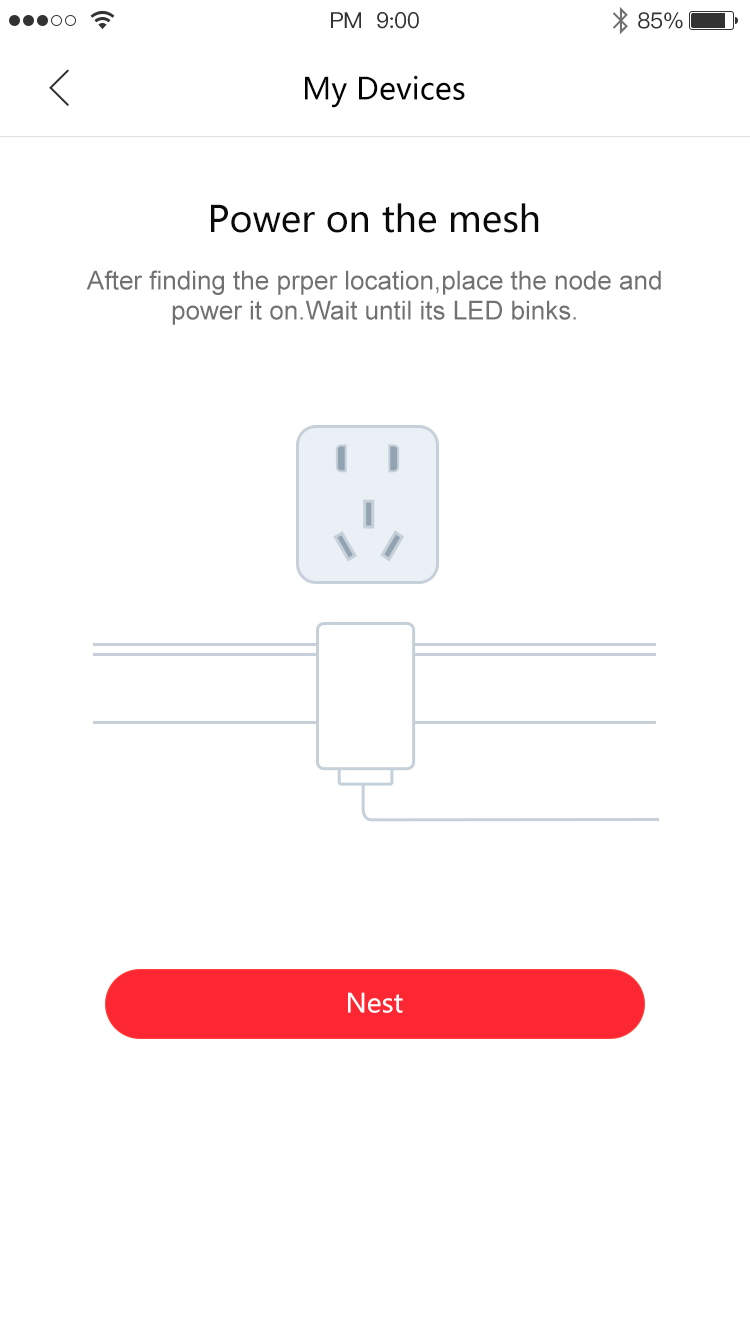 PM 9:00 85%
My Devices
Power on the mesh
After finding the prper location,place the node and
power it on.Wait until its LED binks.
Nest